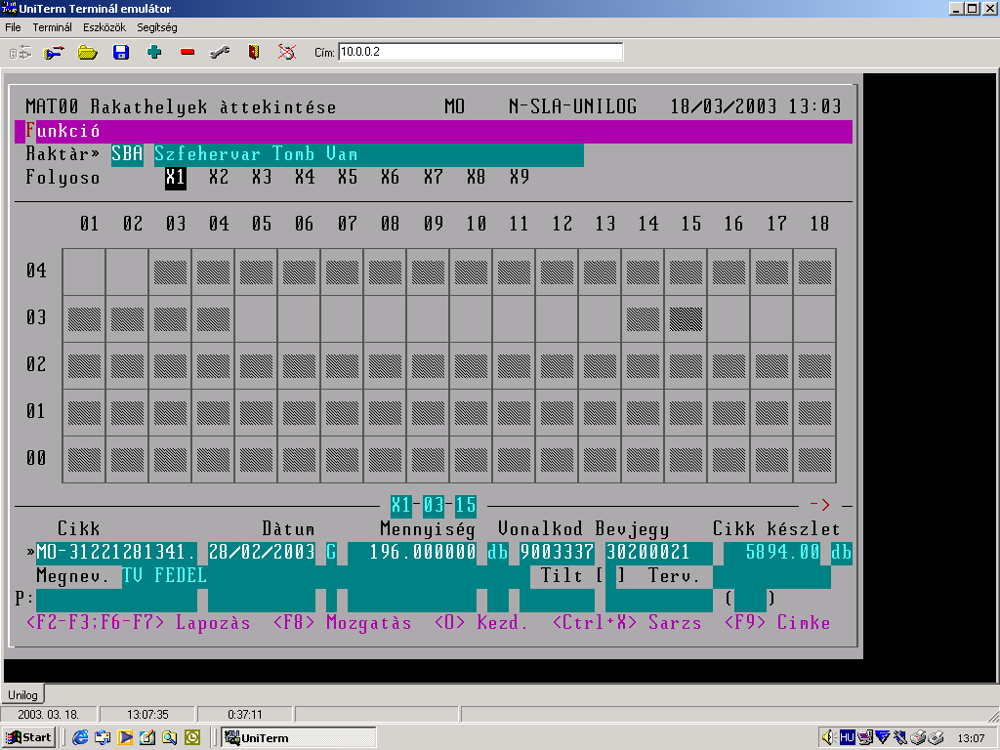 UniTerm Terminál emulátor
File Terminál Eszközök Segítség
Cím: 10.0.0.2
MAT00 Rakathelyek àttekintése MO N-SLA-UNILOG 18/03/2003 13:03
Funkció
Raktàr» SBA Szfehervar Tomb Vam
Folyoso X1 X2 X3 X4 X5 X6 X7 X8 X9
01 02 03 04 05 06 07 08 09 10 11 12 13 14 15 16 17 18
04
03
02
01
00
X1-03-15 ->
Cikk Dàtum Mennyiség Vonalkod Bevjegy Cikk készlet
»MO-31221281341. 28/02/2003 G 196.000000 db 9003337 30200021 5894.00 db
Megnev. TV FEDEL Tilt [ ] Terv.
P: ( )
<F2-F3;F6-F7> Lapozàs <F8> Mozgatàs <O> Kezd. <Ctrl+X> Sarzs <F9> Cimke
Unilog
2003. 03. 18. 13:07:35 0:37:11
Start UniTerm HU 13:07